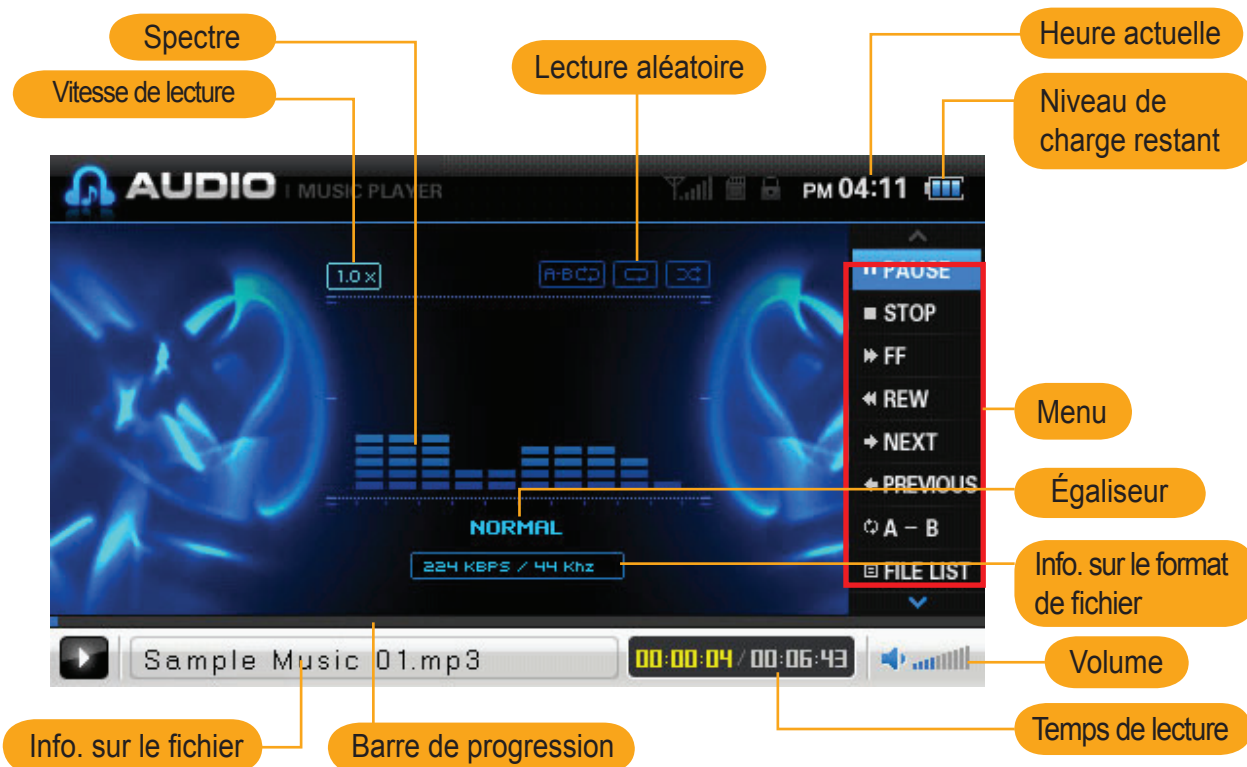 Spectre
Heure actuelle
Lecture aléatoire
Vitesse de lecture
Niveau de
charge restant
AUDIO | MUSIC PLAYER
PM 04:11
1.0 x
A-B
PAUSE
STOP
FF
REW
NEXT
PREVIOUS
A – B
FILE LIST
Menu
Égaliseur
NORMAL
224 KBPS / 44 Khz
Info. sur le format
de fichier
Sample Music 01.mp3
00:00:04 / 00:06:43
Volume
Info. sur le fichier
Barre de progression
Temps de lecture